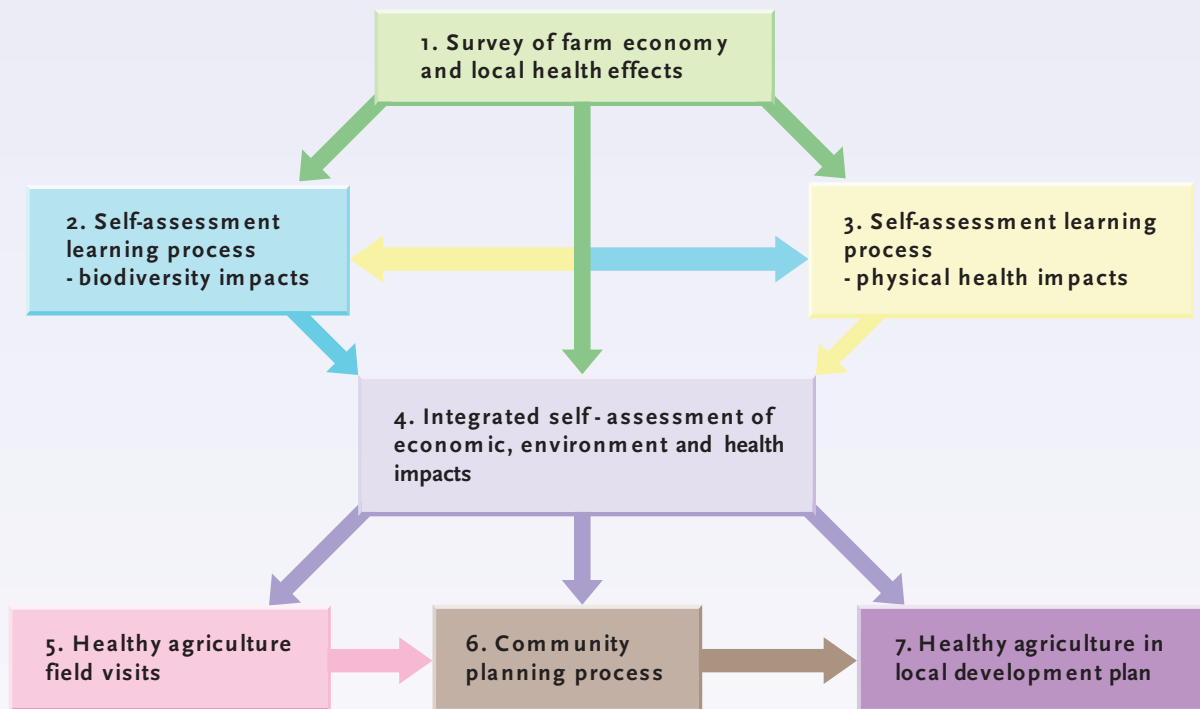 1. Survey of farm economy
and local health effects
2. Self-assessment
learning process
- biodiversity impacts
3. Self-assessment learning
process
- physical health impacts
4. Integrated self - assessment of
economic, environment and health
impacts
5. Healthy agriculture
field visits
6. Community
planning process
7. Healthy agriculture in
local development plan